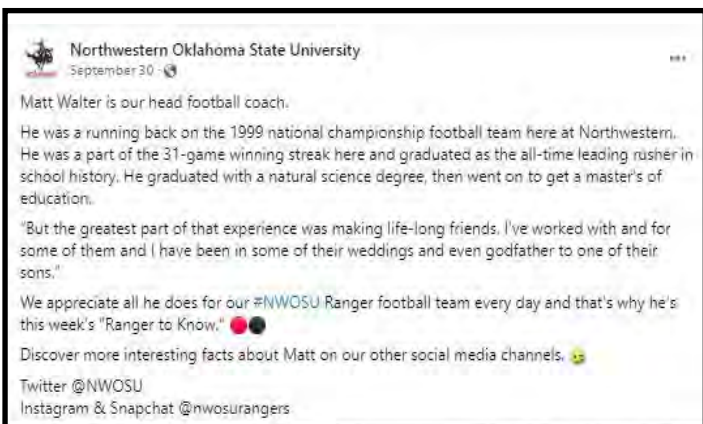 Northwestern Oklahoma State University
September 30 ·
Matt Walter is our head football coach.
He was a running back on the 1999 national championship football team here at Northwestern.
He was a part of the 31-game winning streak here and graduated as the all-time leading rusher in
school history. He graduated with a natural science degree, then went on to get a master's of
education.
"But the greatest part of that experience was making life-long friends. I've worked with and for
some of them and I have been in some of their weddings and even godfather to one of their
sons."
We appreciate all he does for our #NWOSU Ranger football team every day and that's why he's
this week's "Ranger to Know." 🔴⚫
Discover more interesting facts about Matt on our other social media channels.
Twitter @NWOSU
Instagram & Snapchat @nwosurangers